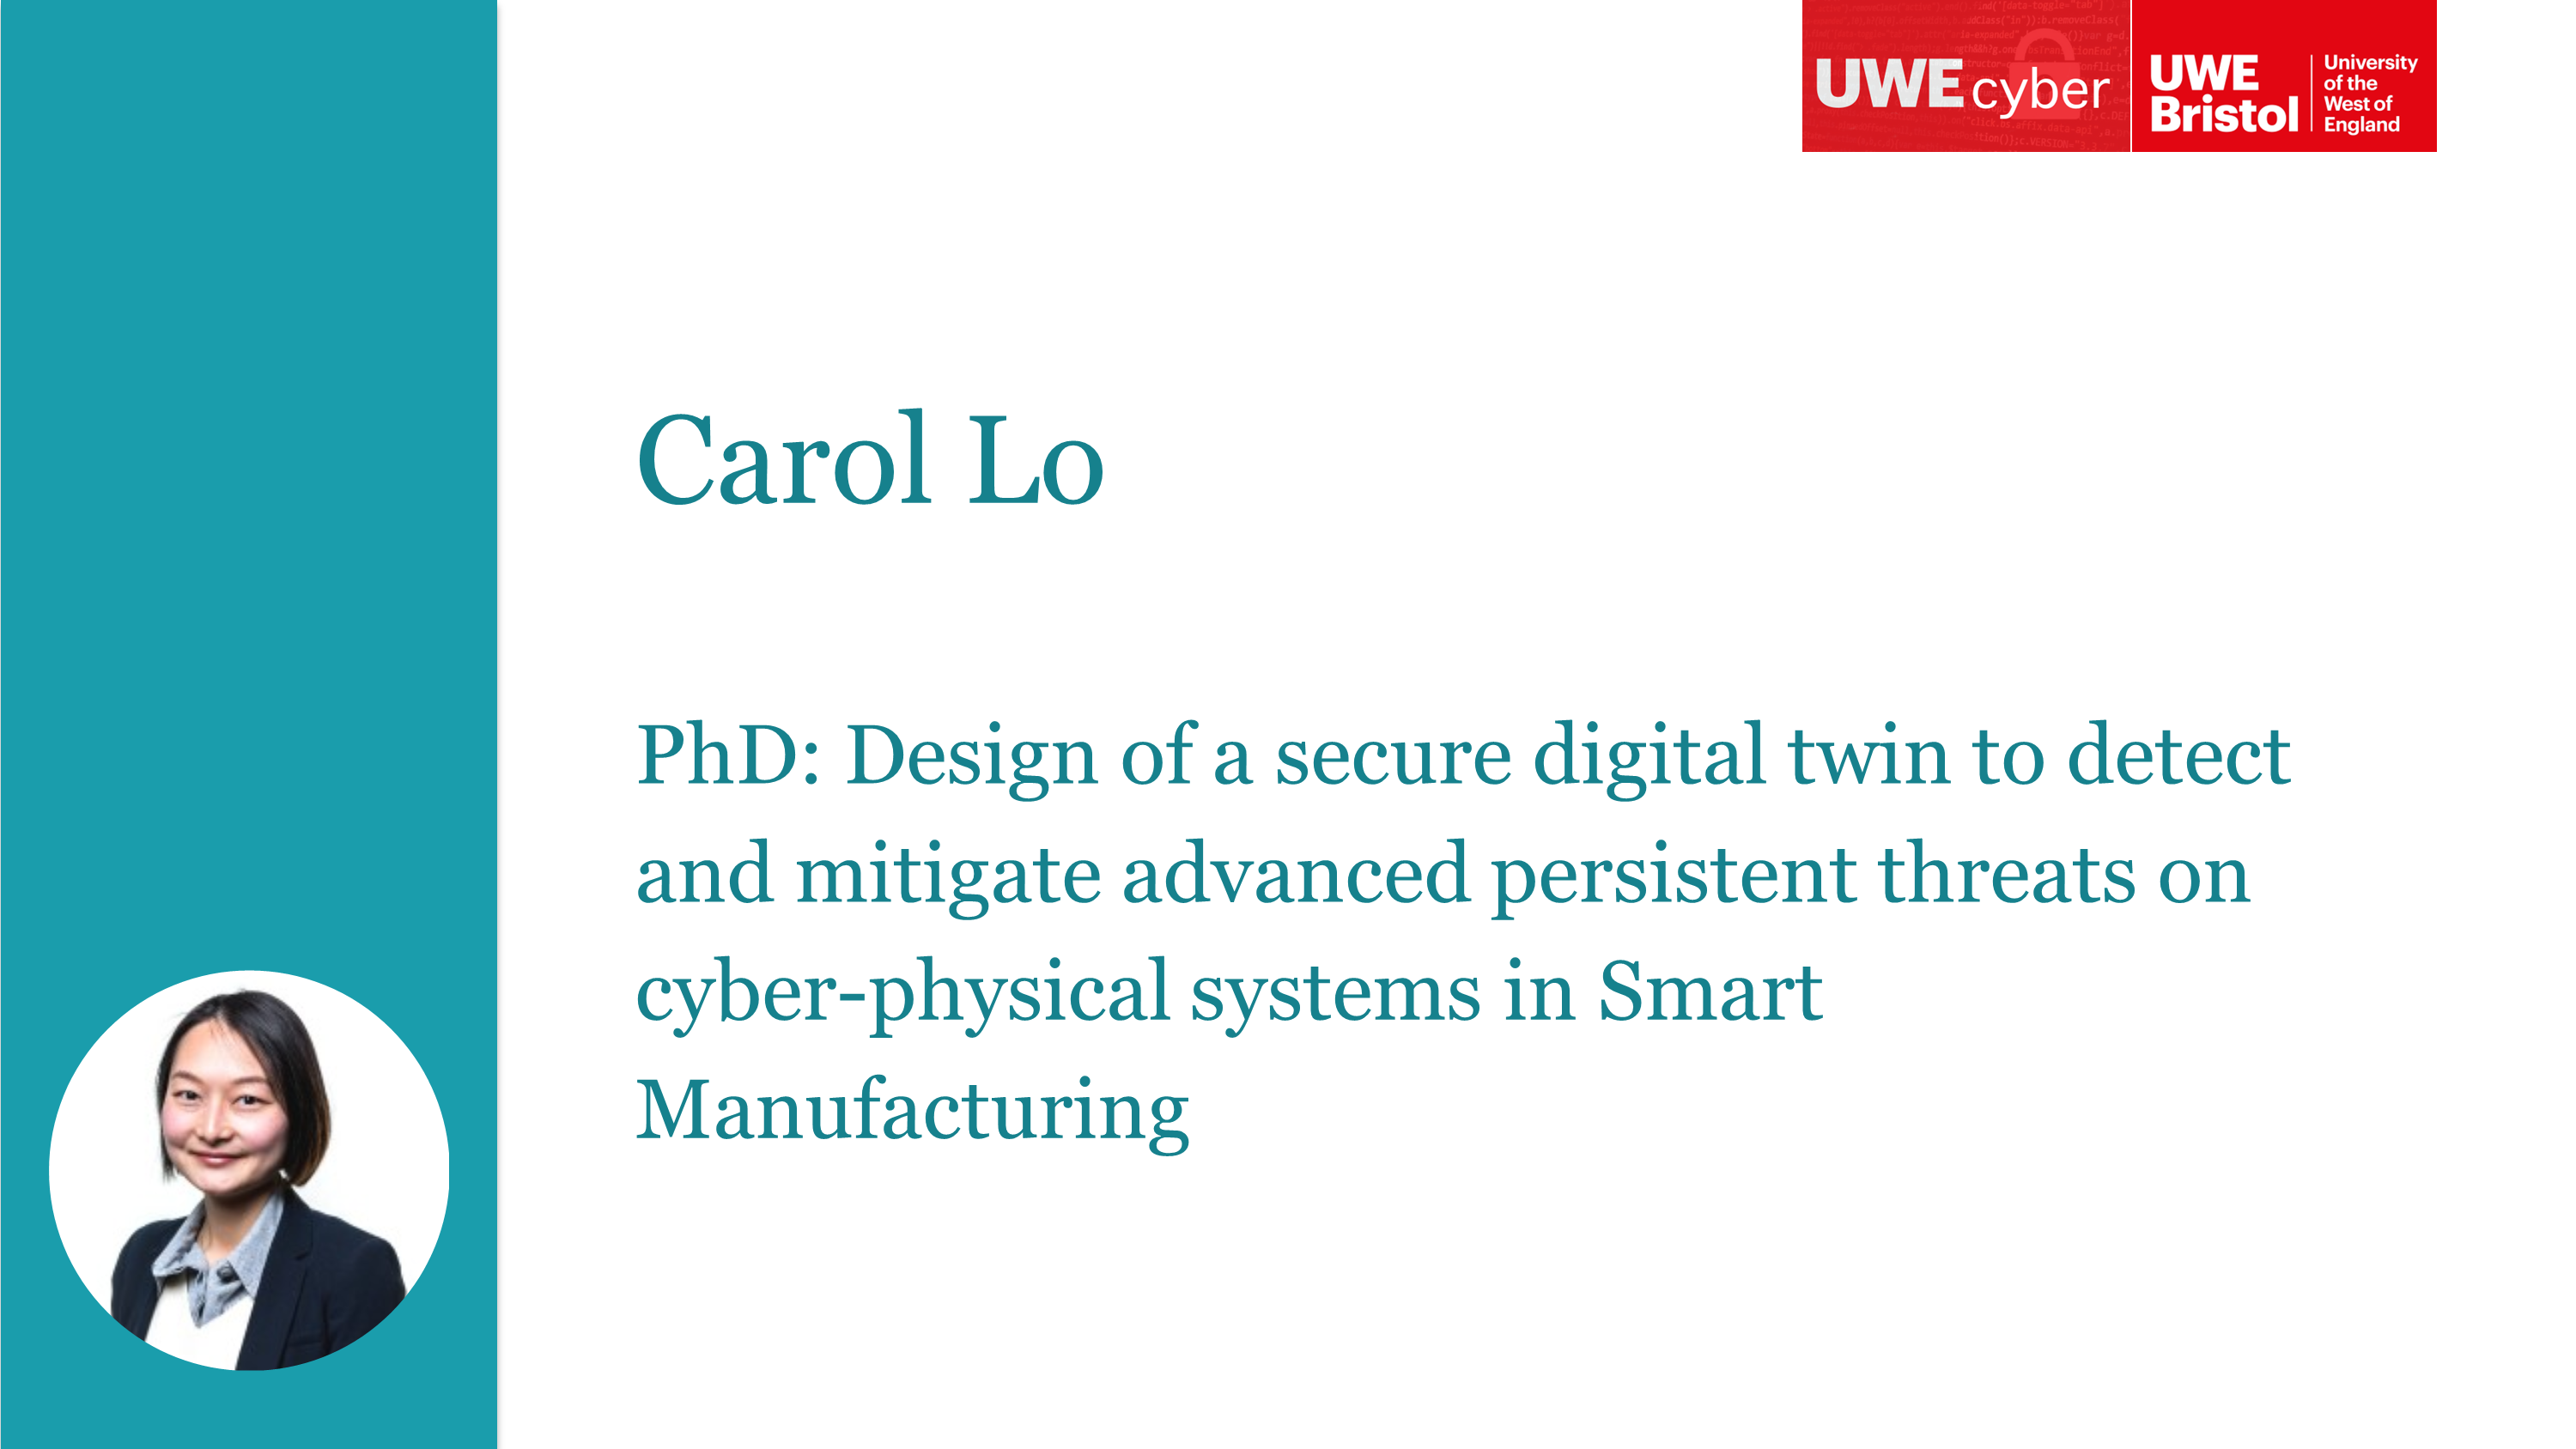 UWE cyber
UWE
Bristol
University
of the
West of
England
Carol Lo
PhD: Design of a secure digital twin to detect
and mitigate advanced persistent threats on
cyber-physical systems in Smart
Manufacturing